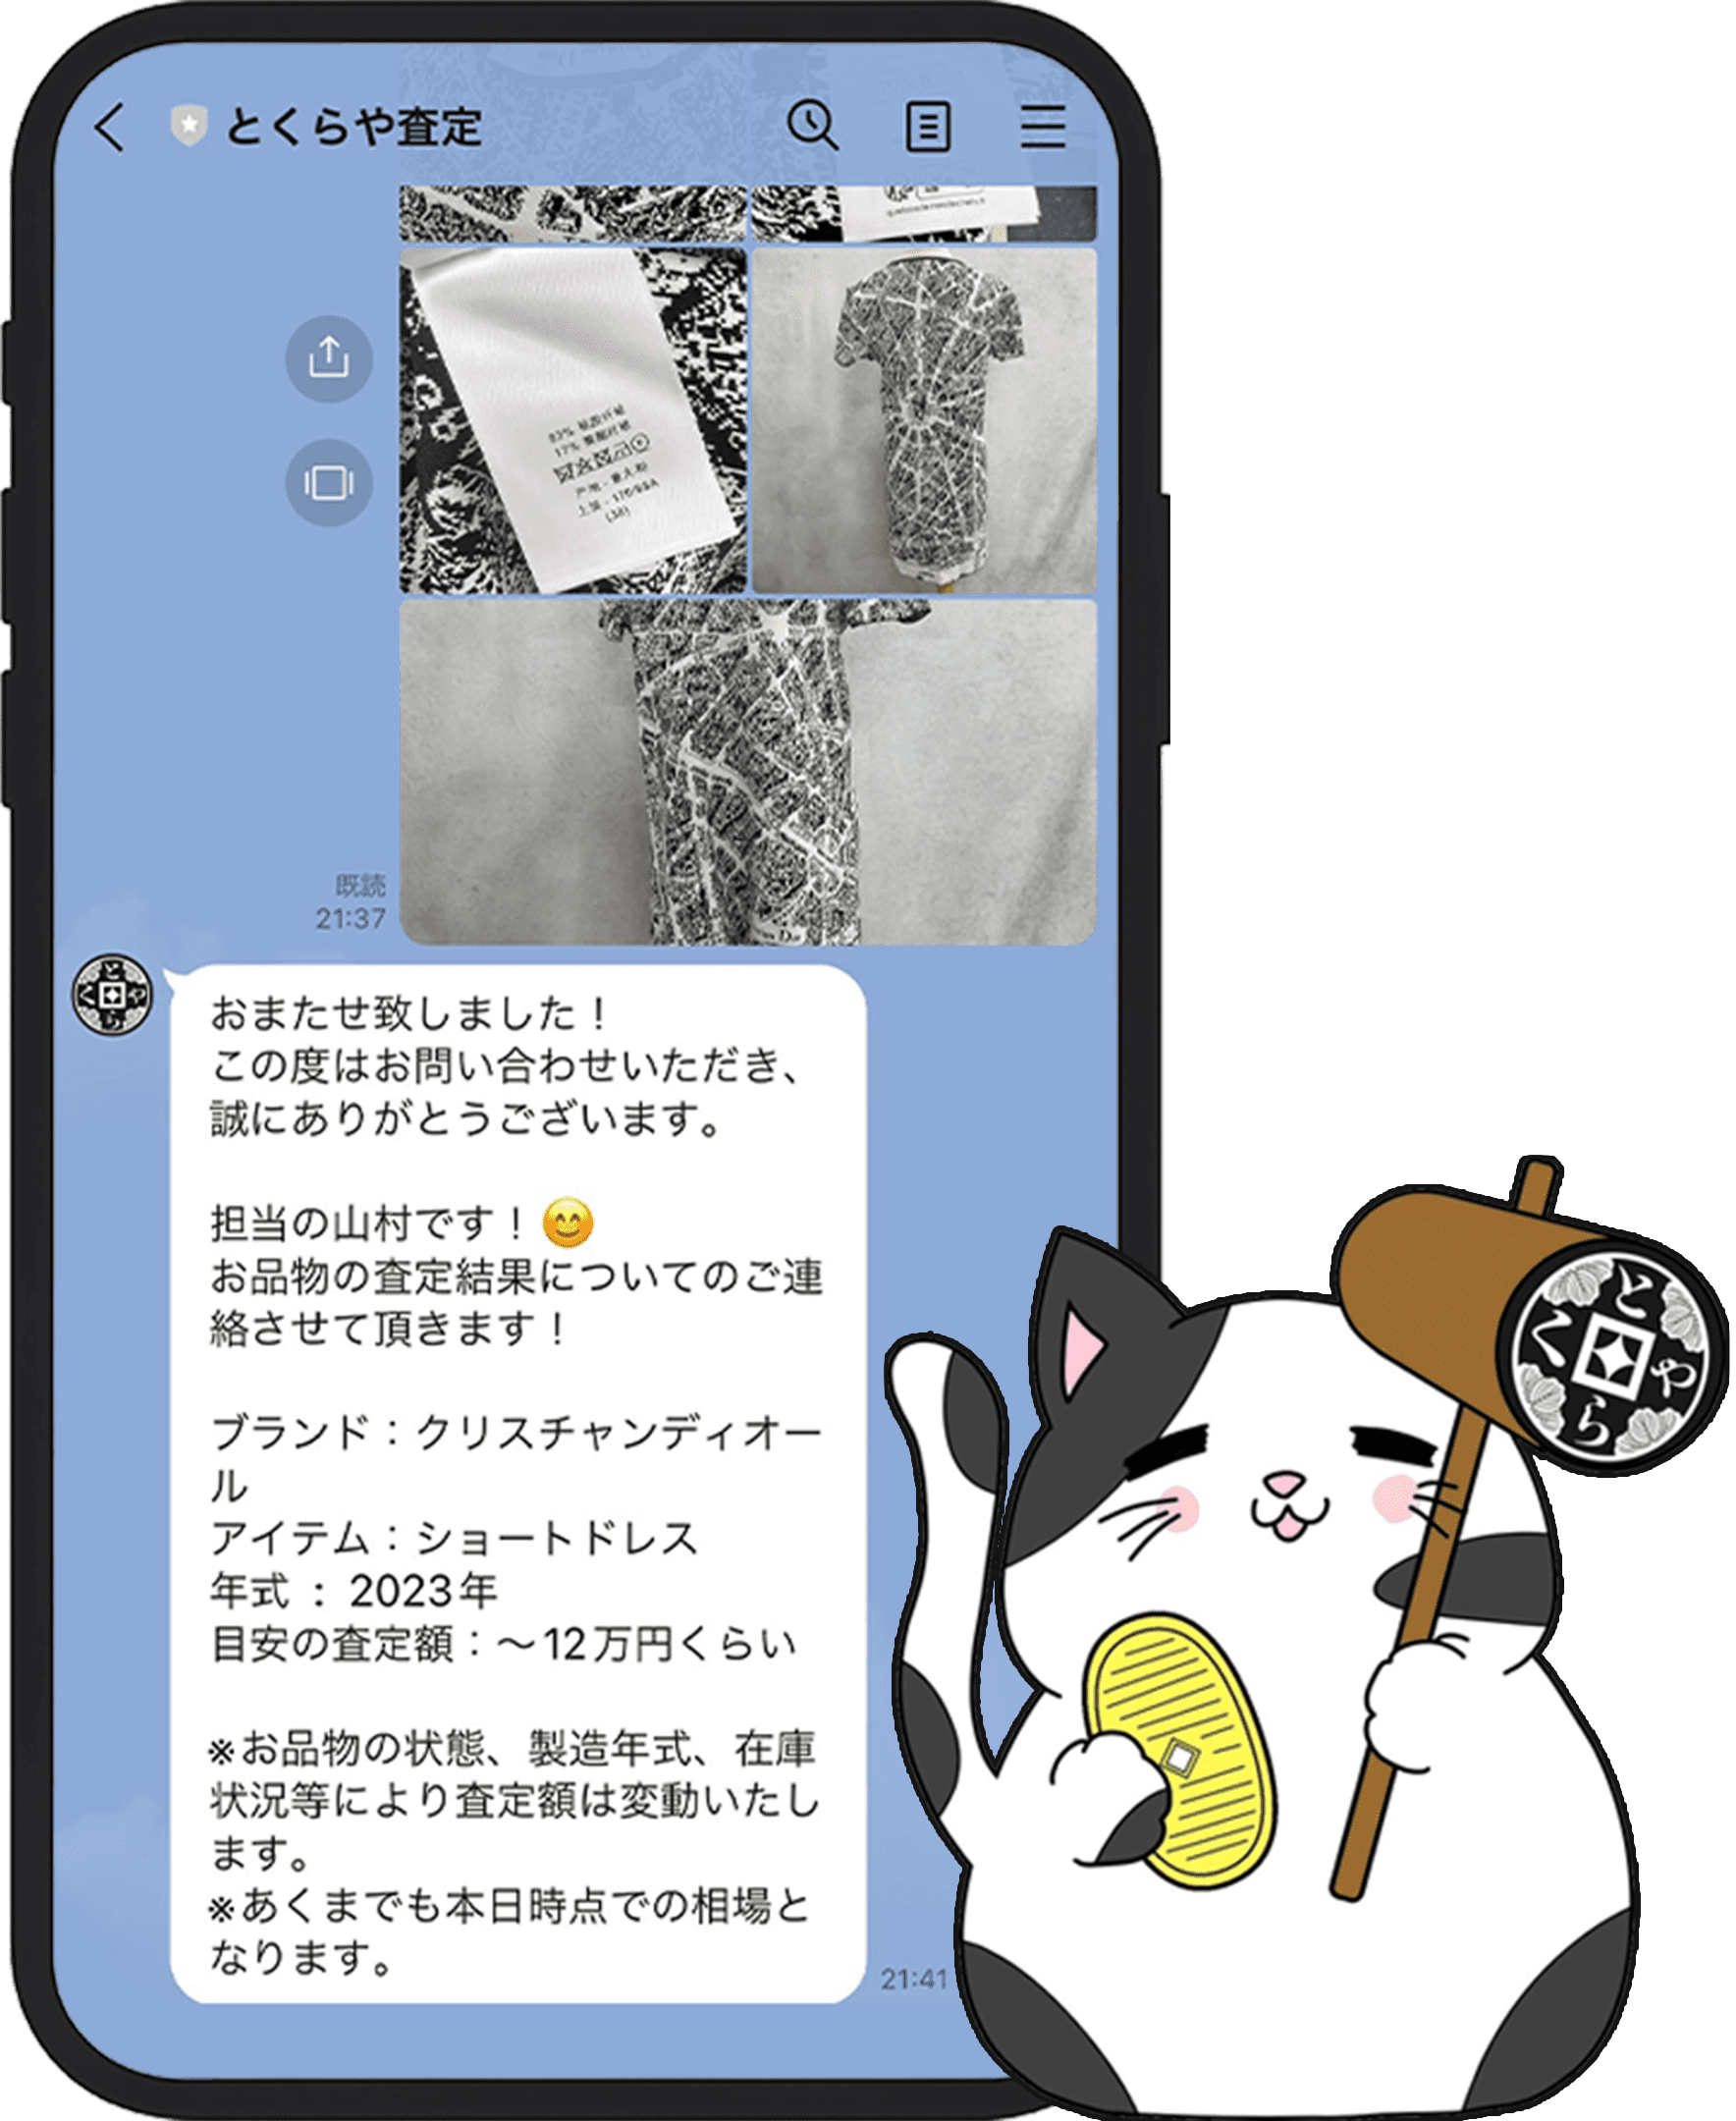 とくらや査定
既読
21:37
おまたせ致しました！
この度はお問い合わせいただき、
誠にありがとうございます。
担当の山村です！😊
お品物の査定結果についてのご連
絡させて頂きます！
ブランド：クリスチャンディオー
ル
アイテム：ショートドレス
年式 ： 2023年
目安の査定額：〜12万円くらい
※お品物の状態、製造年式、在庫
状況等により査定額は変動いたし
ます。
※あくまでも本日時点での相場と
なります。
21:41
とくらや